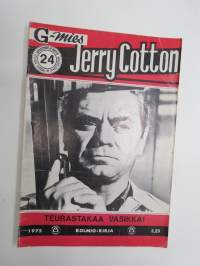 G-mies
Jerry Cotton
24
TEURASTAKAA VASIKKA!
1975
KOLMIO-KIRJA